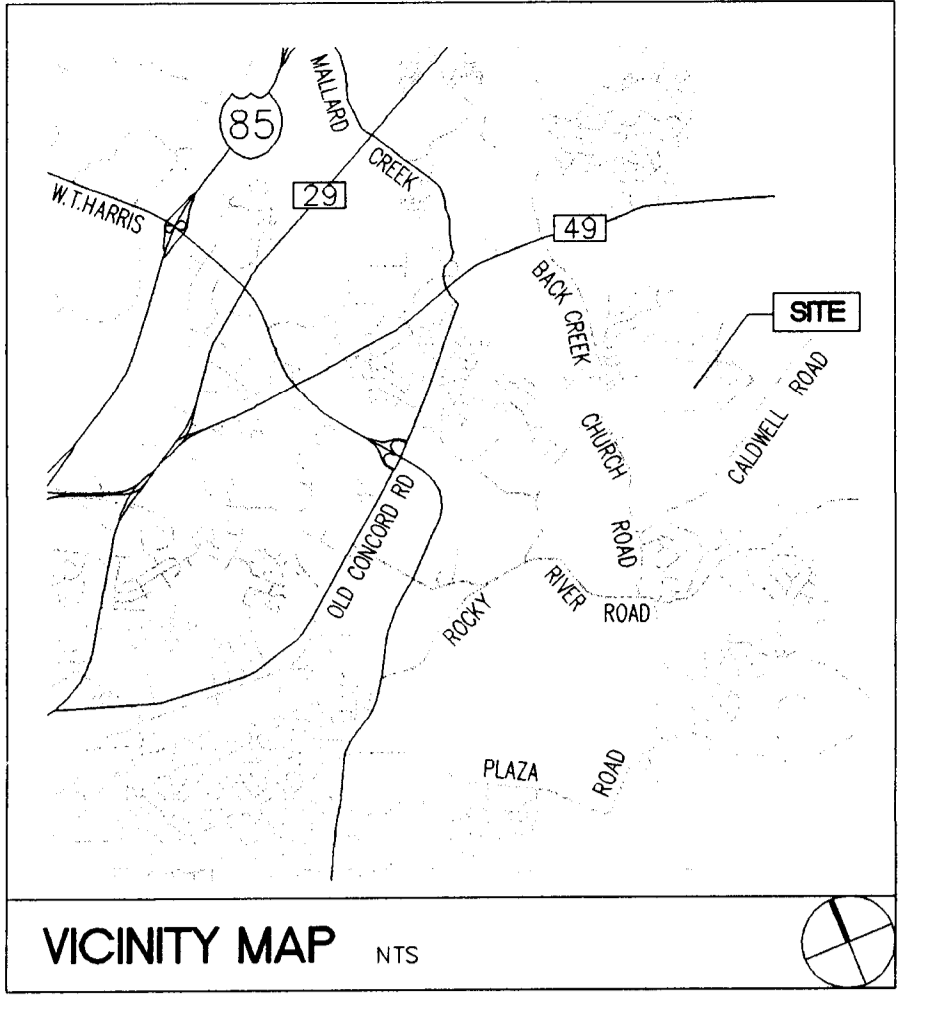 MALLARD
CREEK
85
29
W.T.HARRIS
49
BACK CREEK
CHURCH
ROAD
SITE
CALDWELL ROAD
OLD CONCORD RD
ROCKY
RIVER
ROAD
PLAZA
ROAD
VICINITY MAP NTS